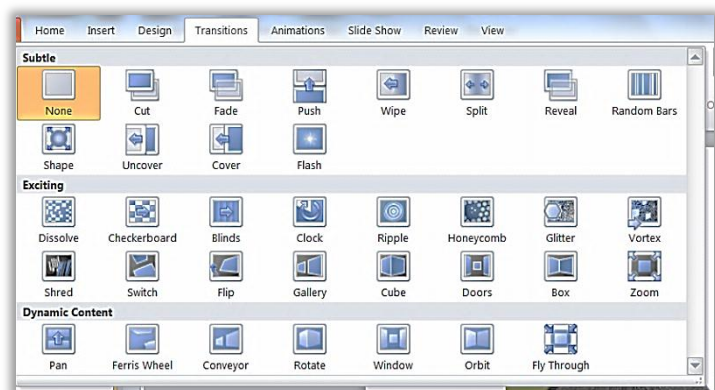 Home Insert Design Transitions Animations Slide Show Review View
Subtle
None Cut Fade Push Wipe Split Reveal Random Bars
Shape Uncover Cover Flash
Exciting
Dissolve Checkerboard Blinds Clock Ripple Honeycomb Glitter Vortex
Shred Switch Flip Gallery Cube Doors Box Zoom
Dynamic Content
Pan Ferris Wheel Conveyor Rotate Window Orbit Fly Through